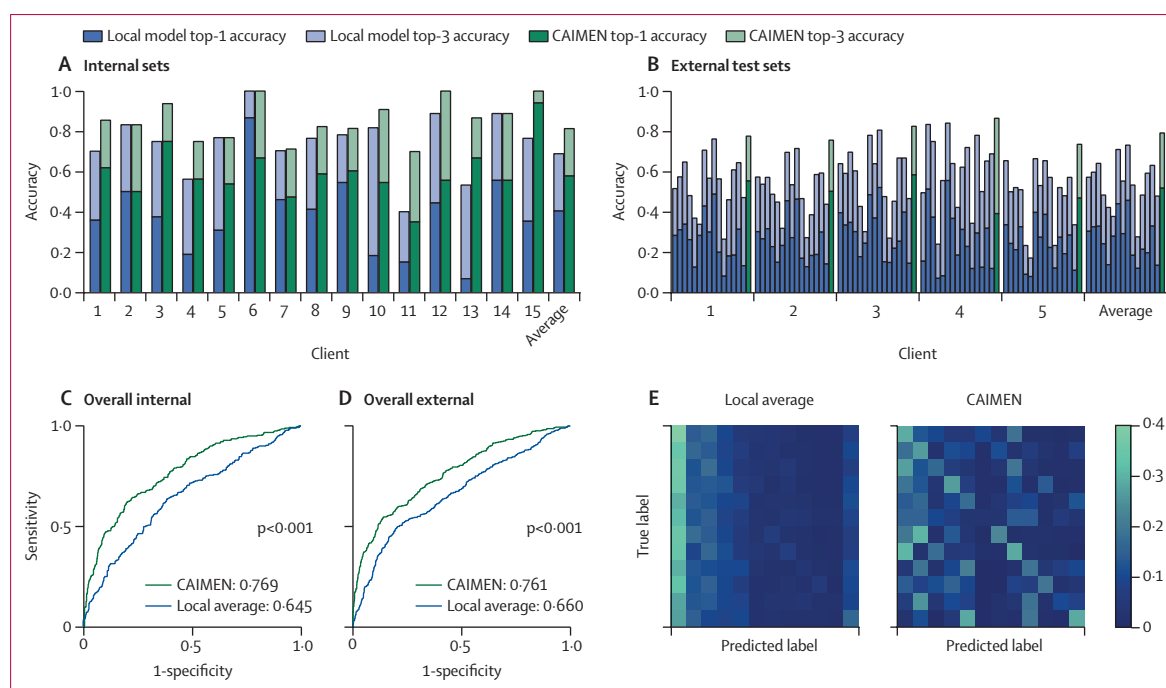 Local model top-1 accuracy Local model top-3 accuracy CAIMEN top-1 accuracy CAIMEN top-3 accuracy
A Internal sets
1·0
0·8
0·6
0·4
0·2
0·0
Accuracy
1 2 3 4 5 6 7 8 9 10 11 12 13 14 15 Average
Client
B External test sets
1·0
0·8
0·6
0·4
0·2
0·0
Accuracy
1 2 3 4 5 Average
Client
C Overall internal
1·0
0·5
0
Sensitivity
p<0·001
CAIMEN: 0·769
Local average: 0·645
0 0·5 1·0
1-specificity
D Overall external
p<0·001
CAIMEN: 0·761
Local average: 0·660
0 0·5 1·0
1-specificity
E
Local average CAIMEN
True label
Predicted label Predicted label
0·4
0·3
0·2
0·1
0